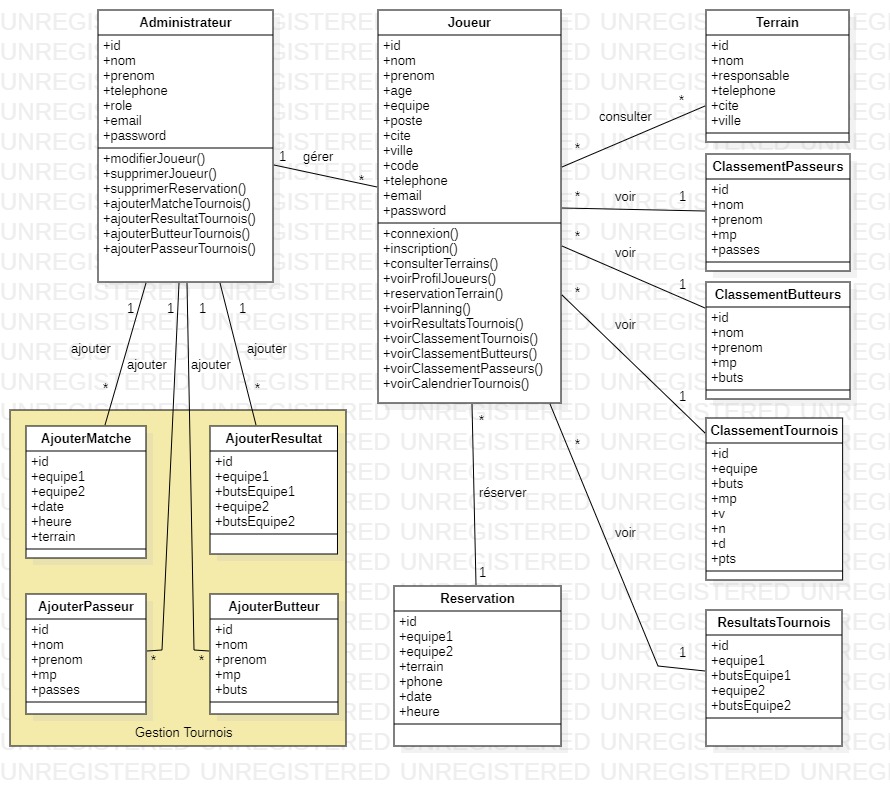 Administrateur
+id
+nom
+prenom
+telephone
+role
+email
+password
+modifierJoueur()
+supprimerJoueur()
+supprimerReservation()
+ajouterMatcheTournois()
+ajouterResultatTournois()
+ajouterButteurTournois()
+ajouterPasseurTournois()
1 gérer
*
Joueur
+id
+nom
+prenom
+age
+equipe
+poste
+cite
+ville
+code
+telephone
+email
+password
+connexion()
+inscription()
+consulterTerrains()
+voirProfilJoueurs()
+reservationTerrain()
+voirPlanning()
+voirResultatsTournois()
+voirClassementTournois()
+voirClassementButteurs()
+voirClassementPasseurs()
+voirCalendrierTournois()
* consulter *
Terrain
+id
+nom
+responsable
+telephone
+cite
+ville
* voir 1
ClassementPasseurs
+id
+nom
+prenom
+mp
+passes
* voir 1
ClassementButteurs
+id
+nom
+prenom
+mp
+buts
* voir 1
ClassementTournois
+id
+equipe
+buts
+mp
+v
+n
+d
+pts
* voir 1
ResultatsTournois
+id
+equipe1
+butsEquipe1
+equipe2
+butsEquipe2
* réserver 1
Reservation
+id
+equipe1
+equipe2
+terrain
+phone
+date
+heure
1 1 1 1
ajouter ajouter ajouter ajouter
* *
AjouterMatche
+id
+equipe1
+equipe2
+date
+heure
+terrain
AjouterResultat
+id
+equipe1
+butsEquipe1
+equipe2
+butsEquipe2
AjouterPasseur
+id
+nom
+prenom
+mp
+passes
* *
AjouterButteur
+id
+nom
+prenom
+mp
+buts
Gestion Tournois
UNREGISTERED UNREGISTERED UNREGISTERED UNREGISTERED UNREG